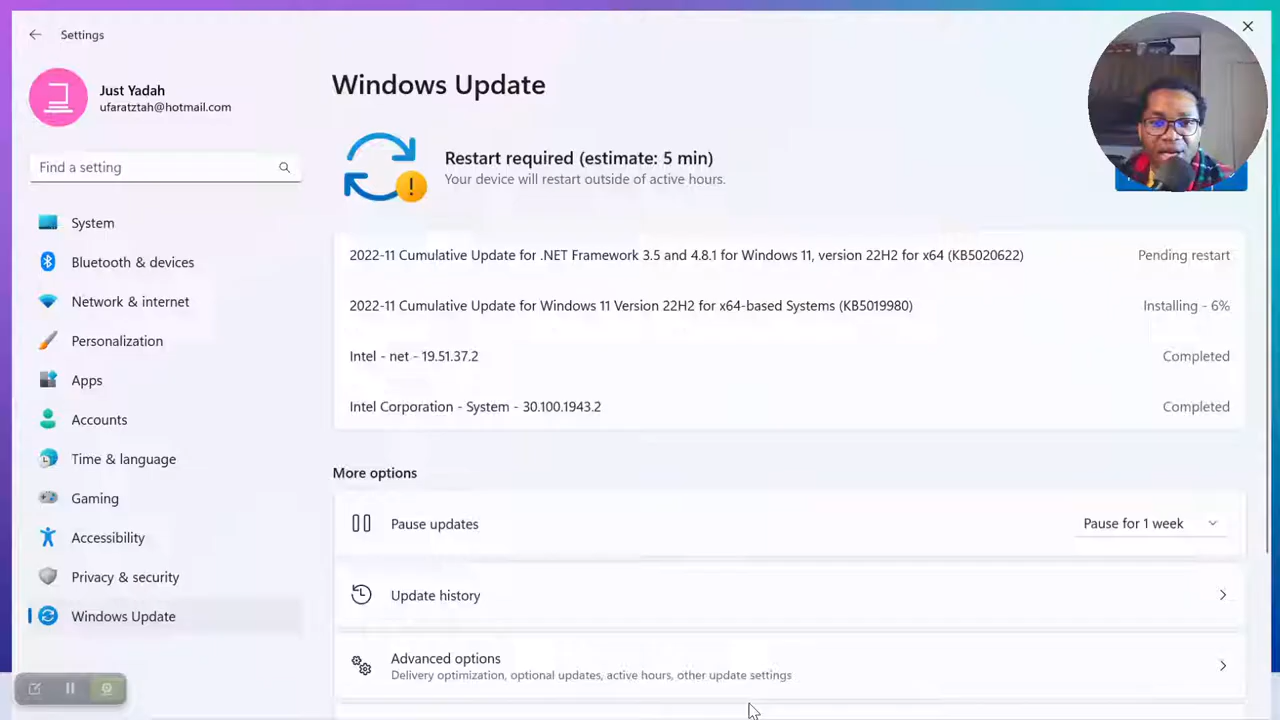 Settings
Just Yadah
ufaratztah@hotmail.com
Find a setting
System
Bluetooth & devices
Network & internet
Personalization
Apps
Accounts
Time & language
Gaming
Accessibility
Privacy & security
Windows Update
Windows Update
Restart required (estimate: 5 min)
Your device will restart outside of active hours.
2022-11 Cumulative Update for .NET Framework 3.5 and 4.8.1 for Windows 11, version 22H2 for x64 (KB5020622) Pending restart
2022-11 Cumulative Update for Windows 11 Version 22H2 for x64-based Systems (KB5019980) Installing - 6%
Intel - net - 19.51.37.2 Completed
Intel Corporation - System - 30.100.1943.2 Completed
More options
Pause updates Pause for 1 week
Update history
Advanced options
Delivery optimization, optional updates, active hours, other update settings